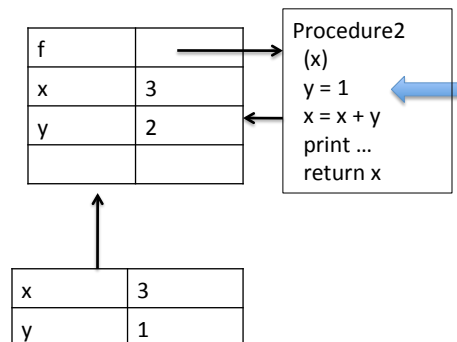 f
x 3
y 2
Procedure2
(x)
y = 1
x = x + y
print ...
return x
x 3
y 1